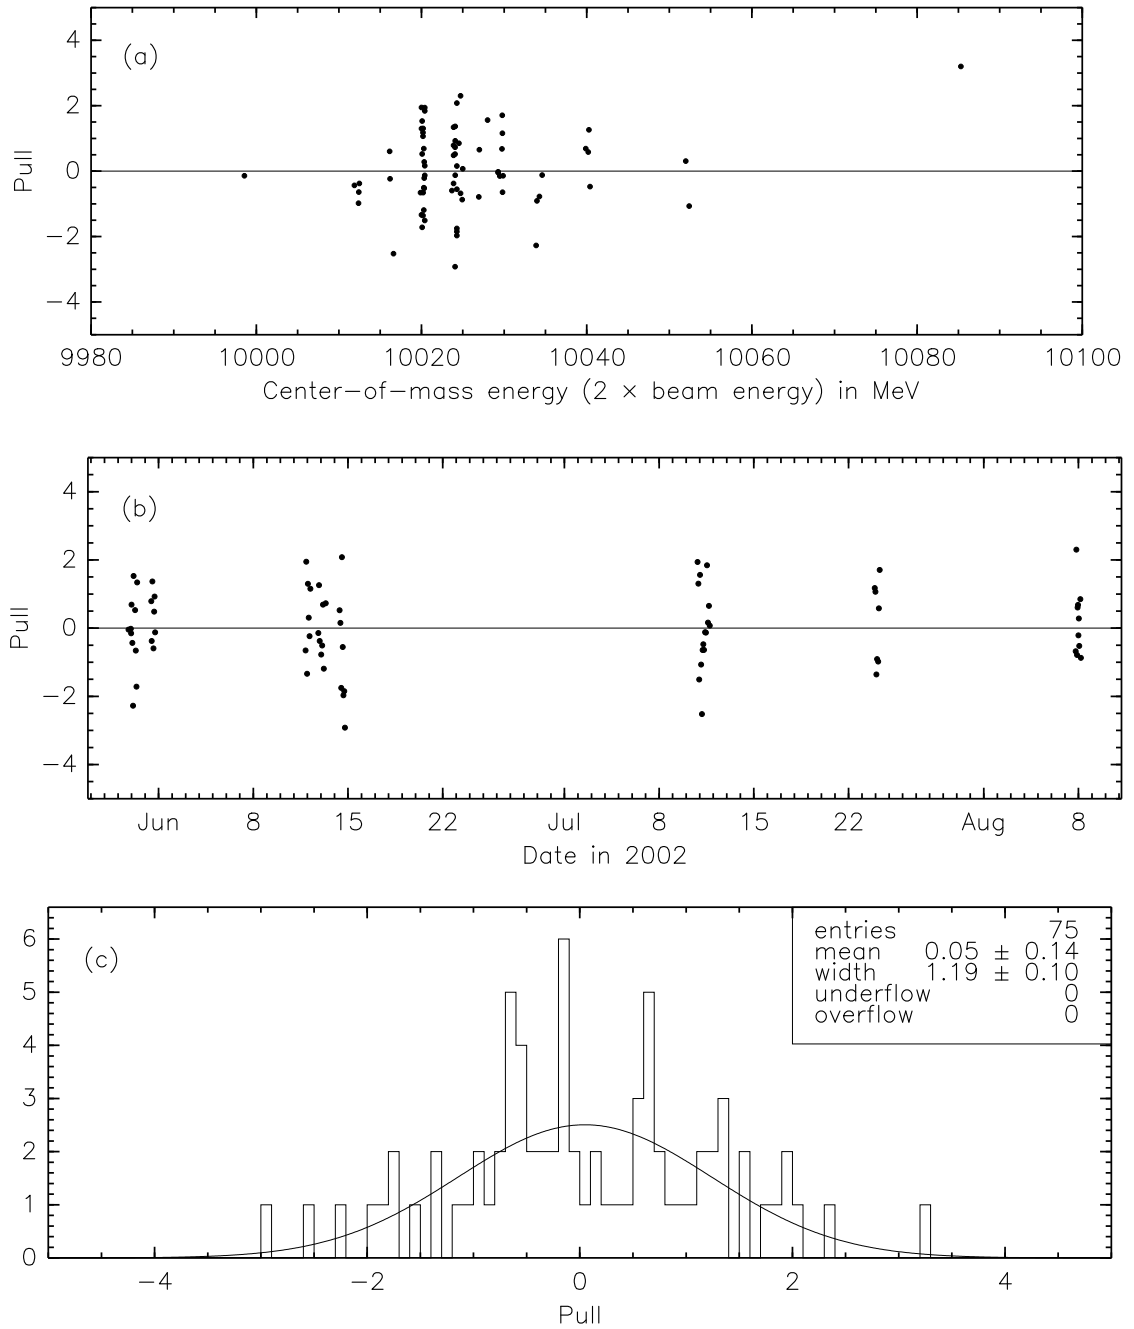 4
(a)
2
Pull
0
−2
−4
9980 10000 10020 10040 10060 10080 10100
Center−of−mass energy (2 × beam energy) in MeV
4
(b)
2
Pull
0
−2
−4
Jun 8 15 22 Jul 8 15 22 Aug 8
Date in 2002
entries 75
6
(c)
mean 0.05 ± 0.14
width 1.19 ± 0.10
underflow 0
overflow 0
5
4
3
2
1
0
−4 −2 0 2 4
Pull